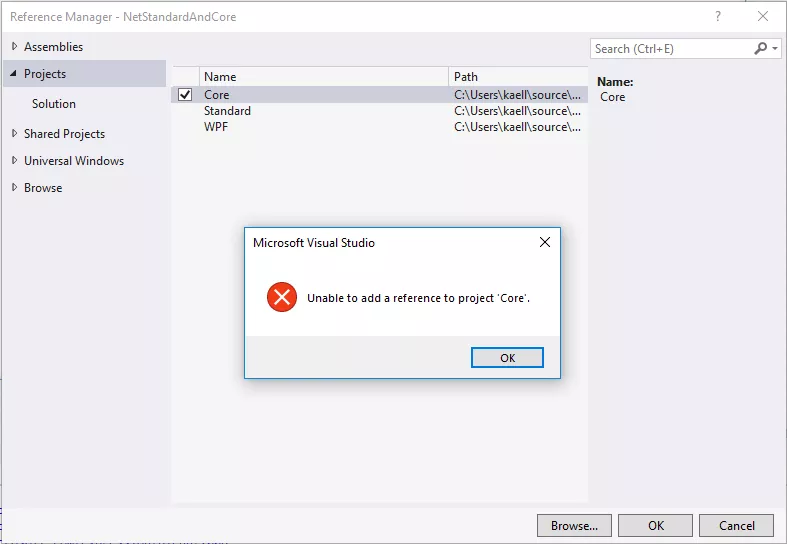 Reference Manager - NetStandardAndCore
?
Assemblies
Projects
Solution
Shared Projects
Universal Windows
Browse
Name Path
Core C:\Users\kaell\source\...
Standard C:\Users\kaell\source\...
WPF C:\Users\kaell\source\...
Search (Ctrl+E)
Name:
Core
Microsoft Visual Studio
Unable to add a reference to project 'Core'.
OK
Browse... OK Cancel